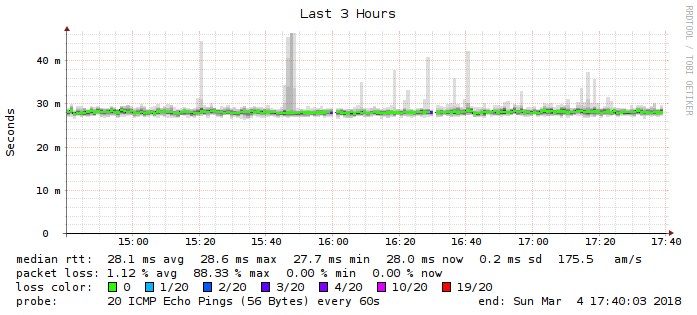 Last 3 Hours
RRDTOOL / TOBI OETIKER
Seconds
40 m
30 m
20 m
10 m
0
15:00 15:20 15:40 16:00 16:20 16:40 17:00 17:20 17:40
median rtt: 28.1 ms avg 28.6 ms max 27.7 ms min 28.0 ms now 0.2 ms sd 175.5 am/s
packet loss: 1.12 % avg 88.33 % max 0.00 % min 0.00 % now
loss color: 0 1/20 2/20 3/20 4/20 10/20 19/20
probe: 20 ICMP Echo Pings (56 Bytes) every 60s end: Sun Mar 4 17:40:03 2018